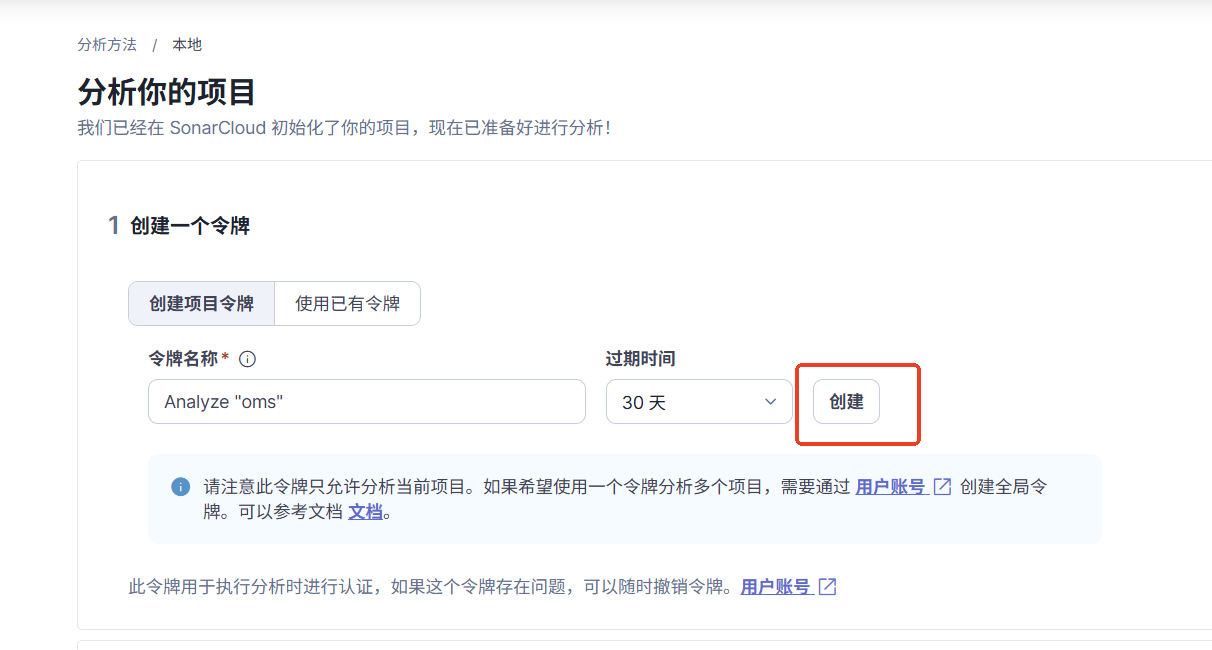 分析方法 / 本地
分析你的项目
我们已经在 SonarCloud 初始化了你的项目，现在已准备好进行分析！
1 创建一个令牌
创建项目令牌 使用已有令牌
令牌名称* 过期时间
Analyze "oms" 30 天 创建
请注意此令牌只允许分析当前项目。如果希望使用一个令牌分析多个项目，需要通过 用户账号 创建全局令
牌。可以参考文档 文档。
此令牌用于执行分析时进行认证，如果这个令牌存在问题，可以随时撤销令牌。用户账号